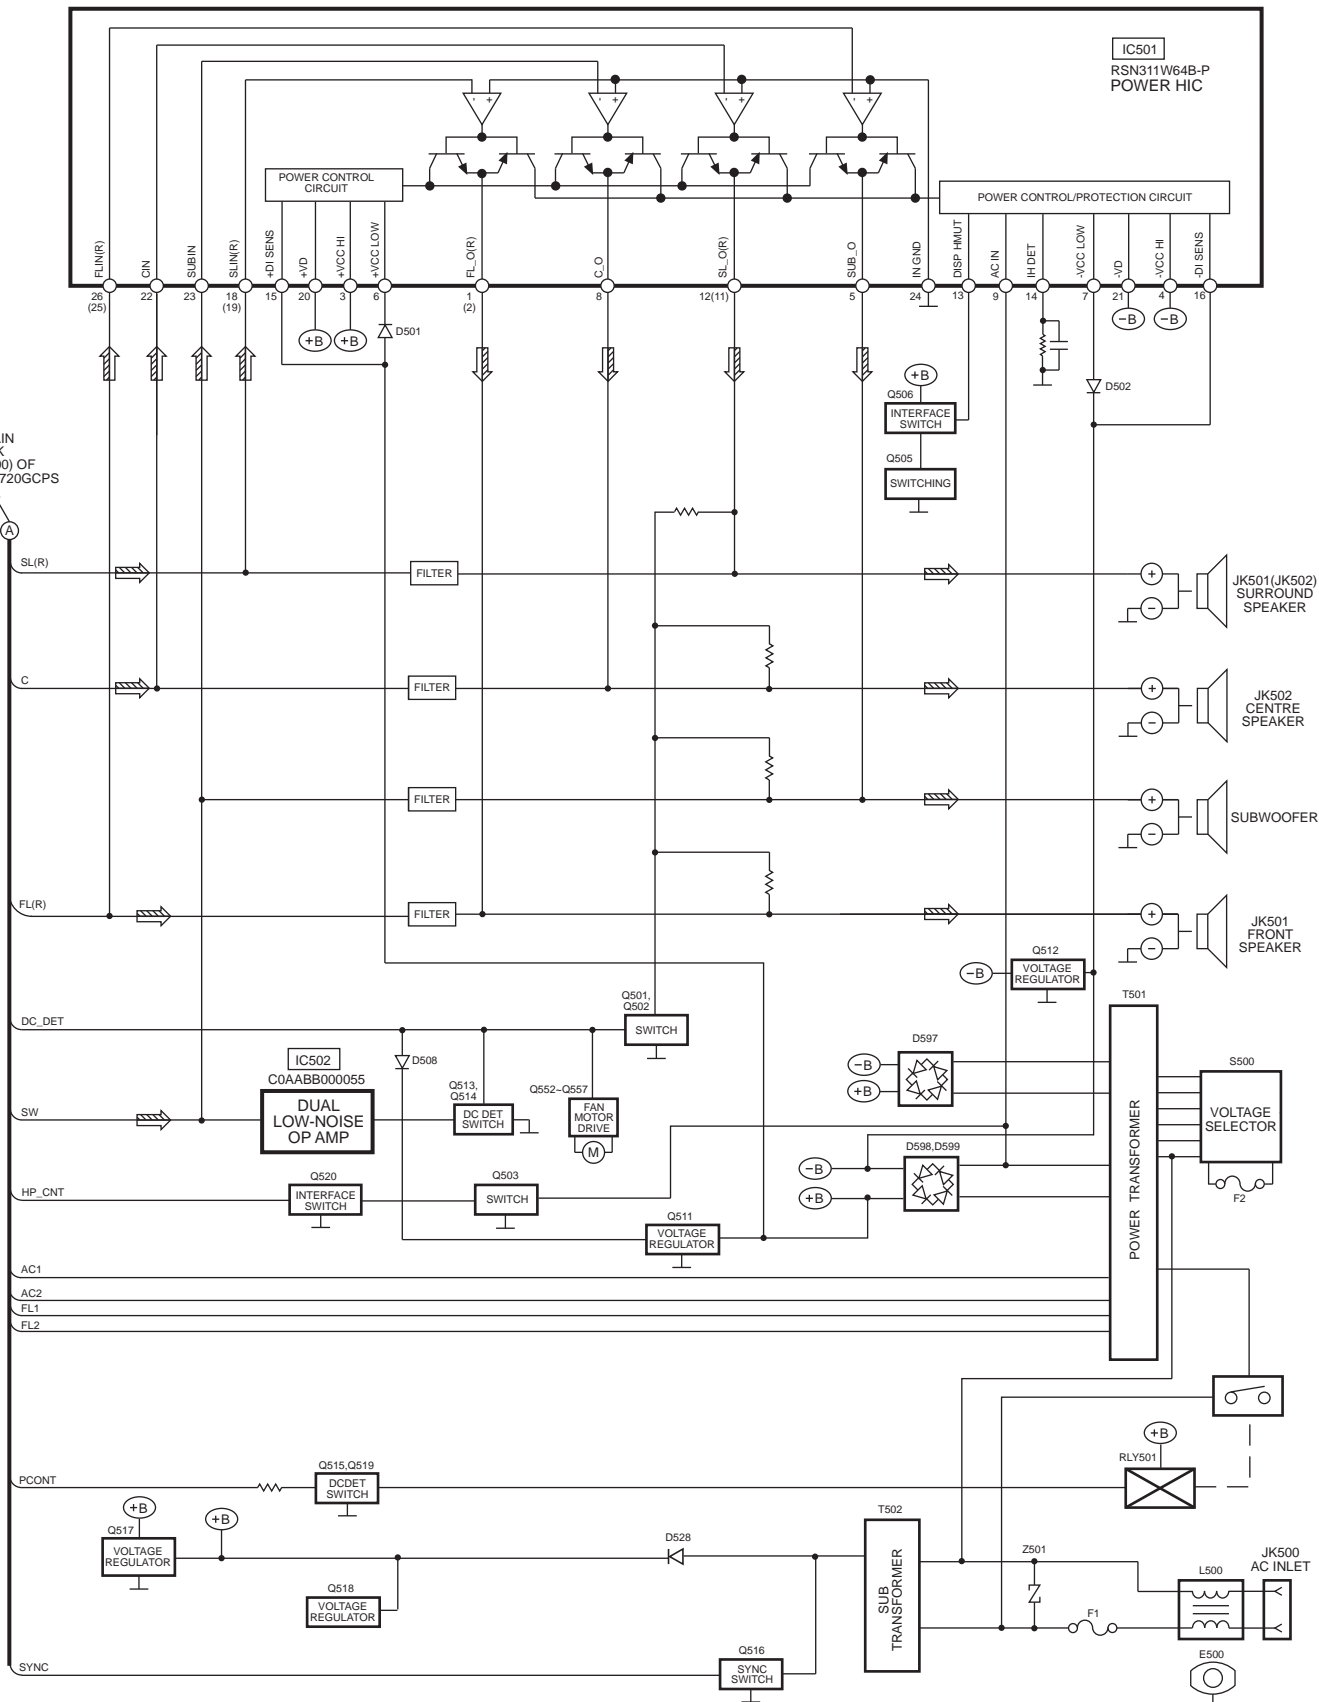 IC501
RSN311W64B-P
POWER HIC
- +
- +
- +
- +
POWER CONTROL
CIRCUIT
POWER CONTROL/PROTECTION CIRCUIT
FLIN(R)
CIN
SUBIN
SLIN(R)
+DI SENS
+VD
+VCC HI
+VCC LOW
FL_O(R)
C_O
SL_O(R)
SUB_O
IN GND
DISP HMUT
AC IN
IH DET
-VCC LOW
-VD
-VCC HI
-DI SENS
26
(25)
22
23
18
(19)
15
20
3
6
1
(2)
8
12(11)
5
24
13
9
14
7
21
4
16
+B
+B
D501
-B
-B
+B
Q506
INTERFACE
SWITCH
D502
Q505
SWITCHING
OF
720GCPS
A
SL(R)
FILTER
+
-
JK501(JK502)
SURROUND
SPEAKER
C
FILTER
+
-
JK502
CENTRE
SPEAKER
FILTER
+
-
SUBWOOFER
FL(R)
FILTER
+
-
JK501
FRONT
SPEAKER
Q512
-B
VOLTAGE
REGULATOR
T501
POWER TRANSFORMER
DC_DET
Q501,
Q502
SWITCH
D597
-B
+B
S500
VOLTAGE
SELECTOR
F2
IC502
C0AABB000055
DUAL
LOW-NOISE
OP AMP
D508
Q513,
Q514
DC DET
SWITCH
Q552~Q557
FAN
MOTOR
DRIVE
M
SW
D598,D599
-B
+B
HP_CNT
Q520
INTERFACE
SWITCH
Q503
SWITCH
Q511
VOLTAGE
REGULATOR
AC1
AC2
FL1
FL2
+B
RLY501
PCONT
Q515,Q519
DCDET
SWITCH
+B
Q517
VOLTAGE
REGULATOR
+B
Q518
VOLTAGE
REGULATOR
D528
T502
SUB
TRANSFORMER
Z501
F1
L500
JK500
AC INLET
E500
SYNC
Q516
SYNC
SWITCH